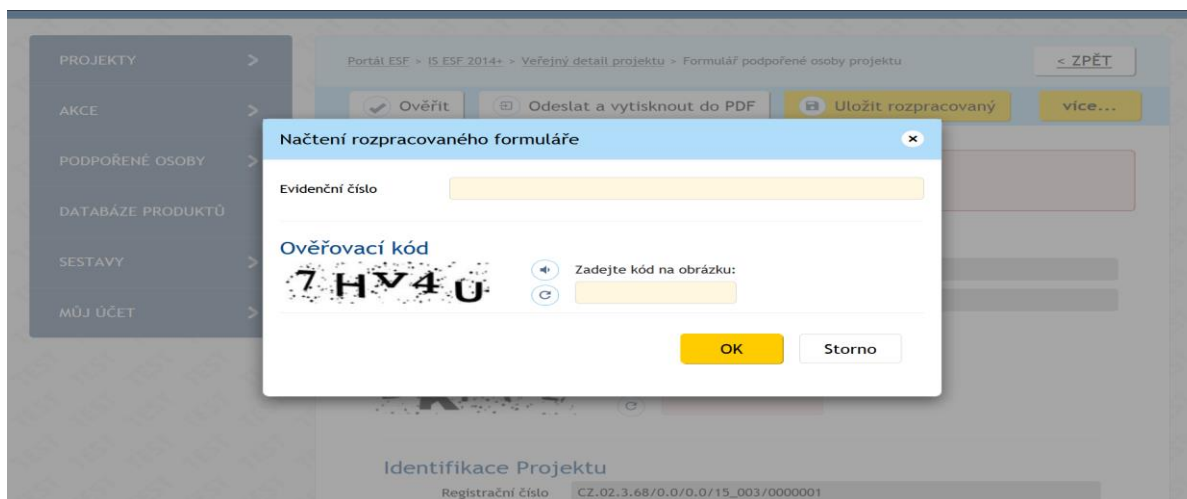 PROJEKTY
AKCE
PODPOŘENÉ OSOBY
DATABÁZE PRODUKTŮ
SESTAVY
MŮJ ÚČET
Portál ESF > IS ESF 2014+ > Veřejný detail projektu > Formulář podpořené osoby projektu
< ZPĚT
Ověřit
Odeslat a vytisknout do PDF
Uložit rozpracovaný
více...
Načtení rozpracovaného formuláře
Evidenční číslo
Ověřovací kód
7HV4U
Zadejte kód na obrázku:
OK
Storno
Identifikace Projektu
Registrační číslo CZ.02.3.68/0.0/0.0/15_003/0000001